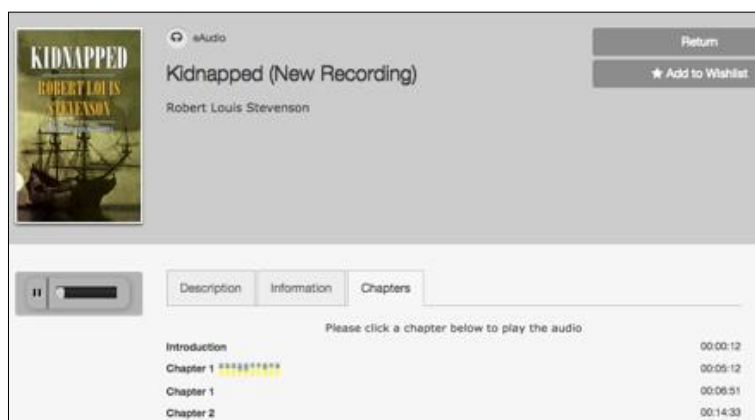 KIDNAPPED
ROBERT LOUIS
STEVENSON
eAudio
Kidnapped (New Recording)
Robert Louis Stevenson
Return
★ Add to Wishlist
Description
Information
Chapters
Please click a chapter below to play the audio
Introduction 00:00:12
Chapter 1 00:05:12
Chapter 1 00:06:51
Chapter 2 00:14:33